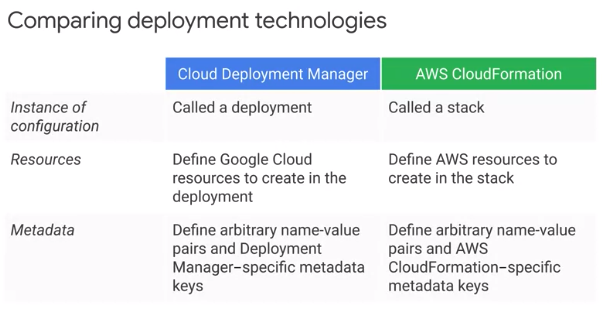 Comparing deployment technologies
Cloud Deployment Manager
AWS CloudFormation
Instance of
configuration
Called a deployment
Called a stack
Resources
Define Google Cloud
resources to create in the
deployment
Define AWS resources to
create in the stack
Metadata
Define arbitrary name-value
pairs and Deployment
Manager–specific metadata
keys
Define arbitrary name-value
pairs and AWS
CloudFormation–specific
metadata keys